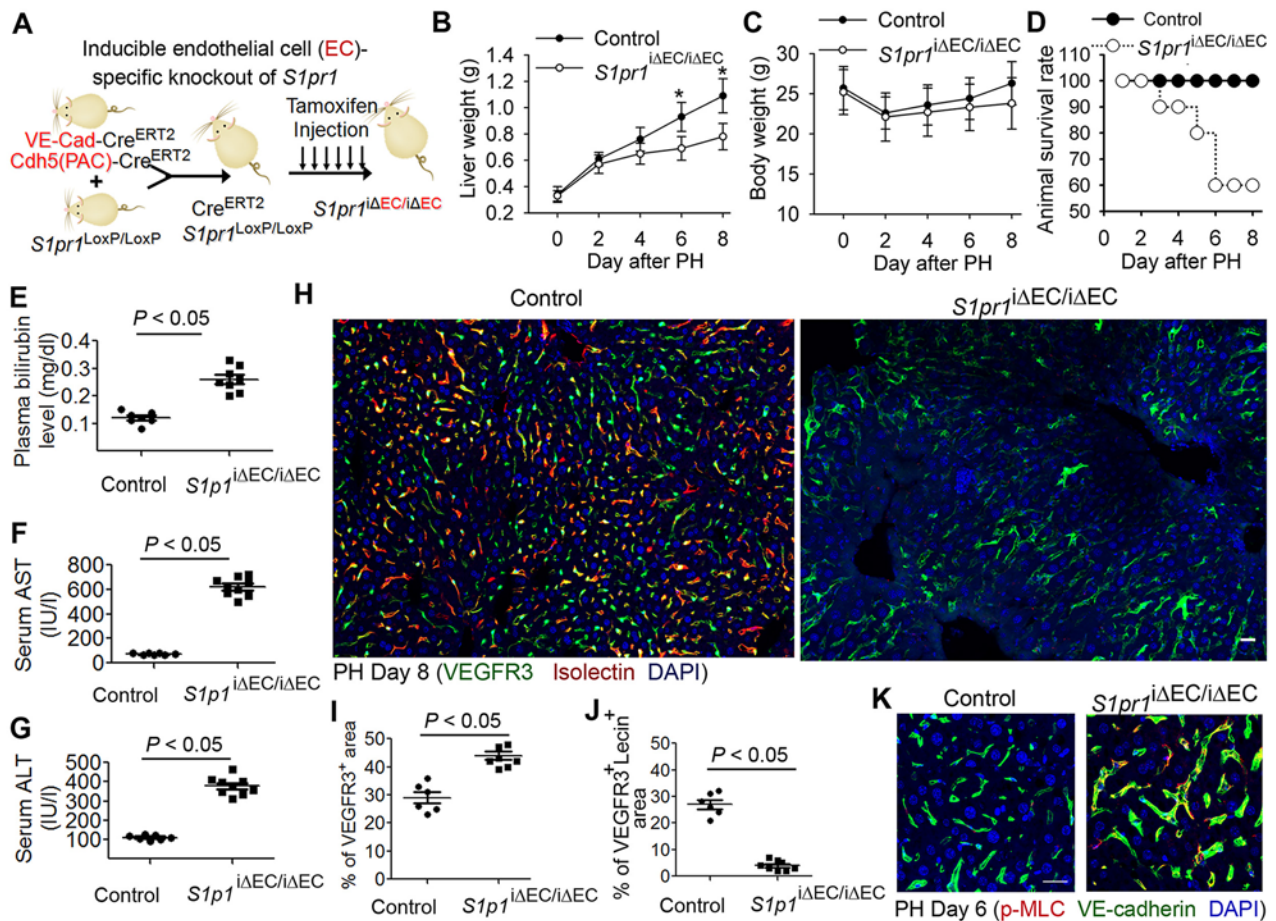 A
Inducible endothelial cell (EC)-
specific knockout of S1pr1
VE-Cad-CreERT2
Cdh5(PAC)-CreERT2
+
S1pr1LoxP/LoxP
CreERT2
S1pr1LoxP/LoxP
Tamoxifen
Injection
S1pr1iΔEC/iΔEC
B
Control
S1pr1iΔEC/iΔEC
Liver weight (g)
1.4
1.2
1.0
0.8
0.6
0.4
0.2
*
*
0 2 4 6 8
Day after PH
C
Control
S1pr1iΔEC/iΔEC
Body weight (g)
30
25
20
15
10
0 2 4 6 8
Day after PH
D
Control
S1pr1iΔEC/iΔEC
Animal survival rate
110
100
90
80
70
60
50
0 2 4 6 8
Day after PH
E
P < 0.05
Plasma bilirubin
level (mg/dl)
0.4
0.3
0.2
0.1
Control S1p1iΔEC/iΔEC
F
P < 0.05
Serum AST
(IU/l)
800
600
400
200
0
Control S1p1iΔEC/iΔEC
G
P < 0.05
Serum ALT
(IU/l)
500
400
300
200
100
Control S1p1iΔEC/iΔEC
H
Control
S1pr1iΔEC/iΔEC
PH Day 8 (VEGFR3 Isolectin DAPI)
I
P < 0.05
% of VEGFR3+ area
50
40
30
20
10
0
Control S1p1iΔEC/iΔEC
J
P < 0.05
% of VEGFR3+Lecin+
area
50
40
30
20
10
0
Control S1p1iΔEC/iΔEC
K
Control
S1pr1iΔEC/iΔEC
PH Day 6 (p-MLC VE-cadherin DAPI)